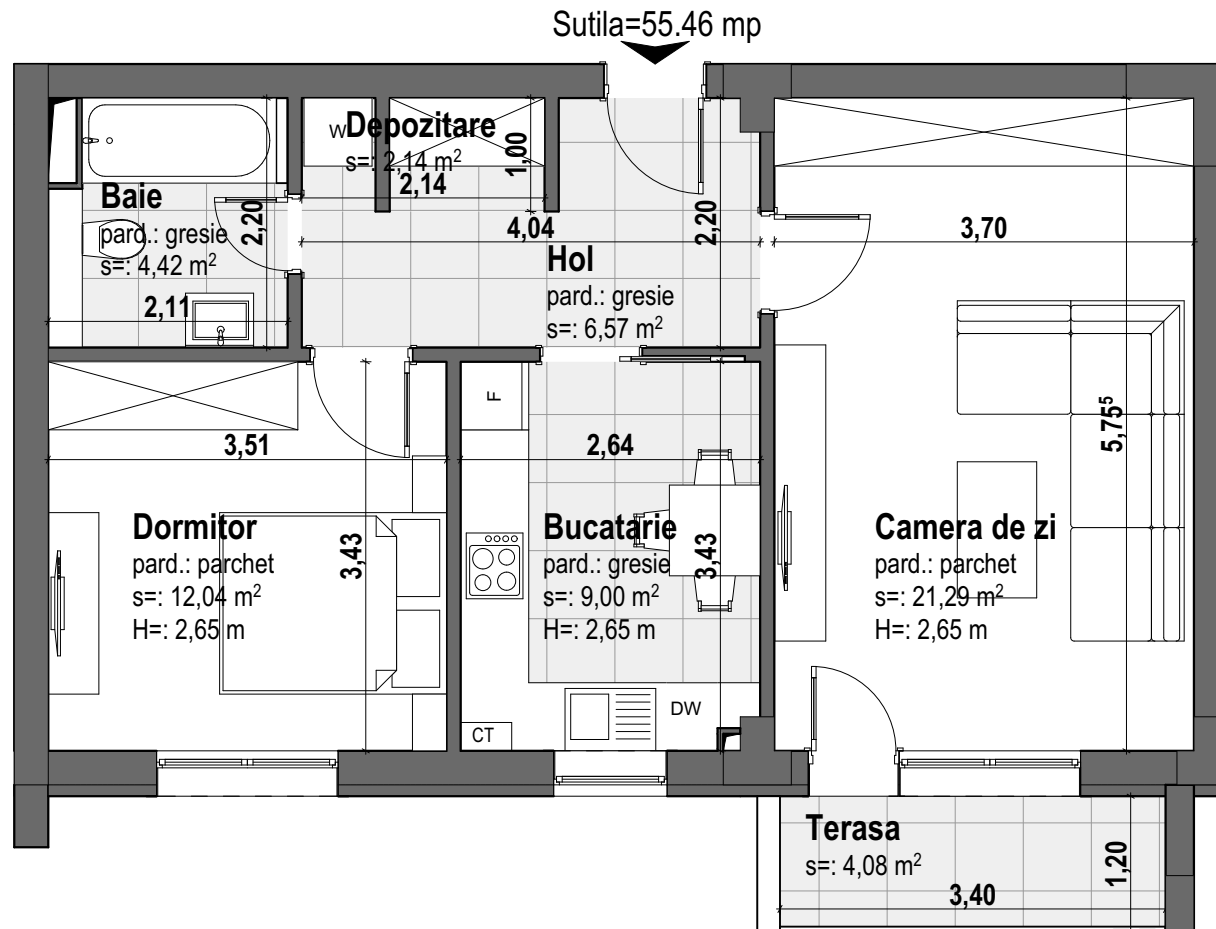 Sutila=55.46 mp
W
Depozitare
s=: 2,14 m²
1,00
2,14
Baie
pard.: gresie
s=: 4,42 m²
2,20
2,11
4,04
2,20
Hol
pard.: gresie
s=: 6,57 m²
3,70
5,75⁵
F
3,51
2,64
Dormitor
pard.: parchet
s=: 12,04 m²
H=: 2,65 m
3,43
Bucatarie
pard.: gresie
s=: 9,00 m²
H=: 2,65 m
3,43
Camera de zi
pard.: parchet
s=: 21,29 m²
H=: 2,65 m
CT
DW
Terasa
s=: 4,08 m²
1,20
3,40